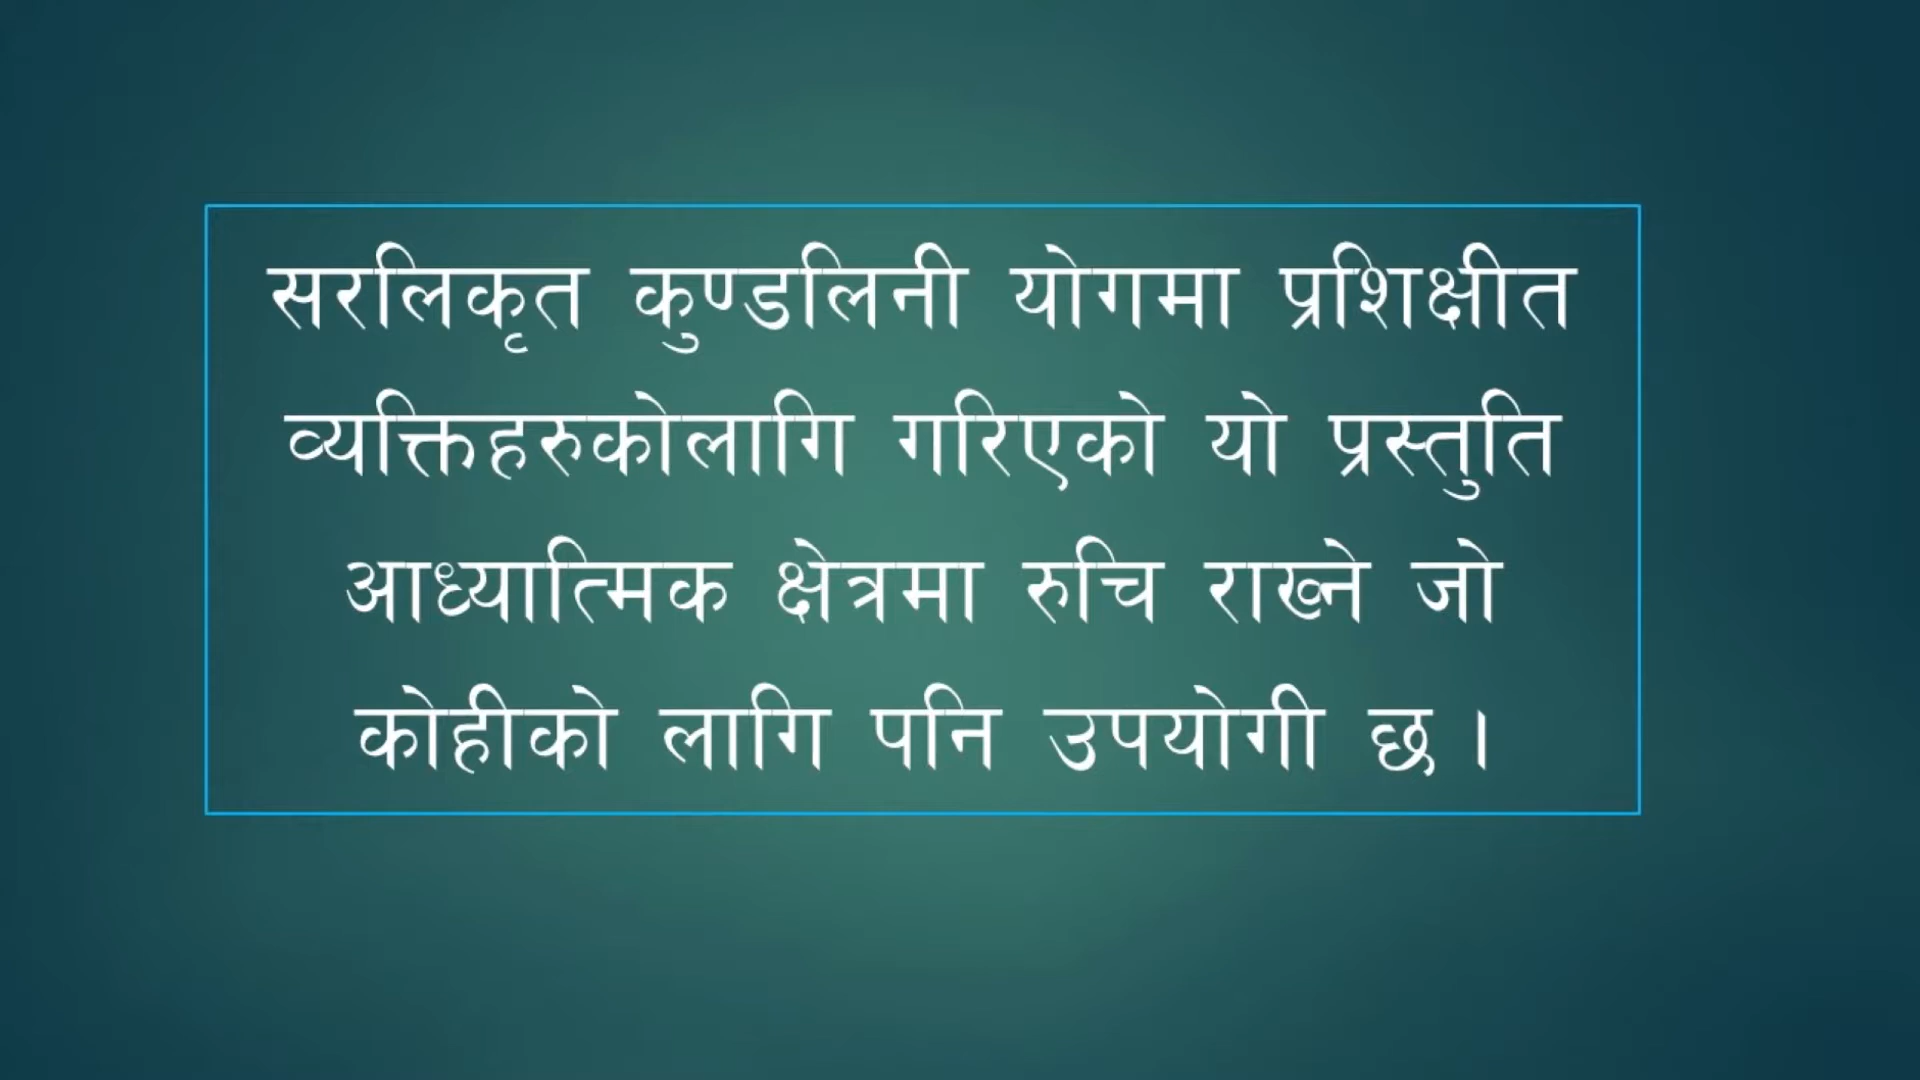 सरलिकृत कुण्डलिनी योगमा प्रशिक्षीत
व्यक्तिहरुकोलागि गरिएको यो प्रस्तुति
आध्यात्मिक क्षेत्रमा रुचि राख्ने जो
कोहीको लागि पनि उपयोगी छ ।